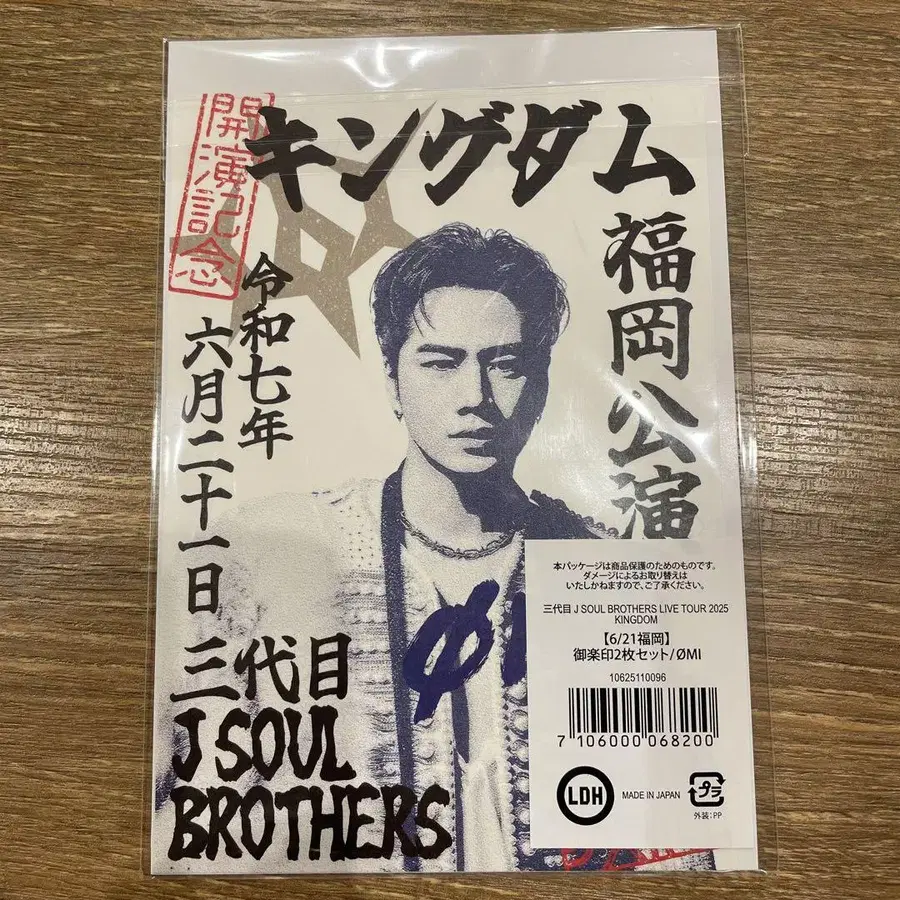 キングダム
福岡公演
開演記念
令和七年
六月二十一日
三代目
J SOUL
BROTHERS
本パッケージは商品保護のためのものです。
ダメージによるお取り替えは
いたしかねますので、ご了承ください。
三代目 J SOUL BROTHERS LIVE TOUR 2025
KINGDOM
【6/21福岡】
御楽印2枚セット/ØMI
10625110096
7 106000 068200
LDH
MADE IN JAPAN
プラ
外装:PP